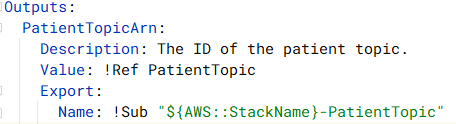 Outputs:
  PatientTopicArn:
    Description: The ID of the patient topic.
    Value: !Ref PatientTopic
    Export:
      Name: !Sub "${AWS::StackName}-PatientTopic"